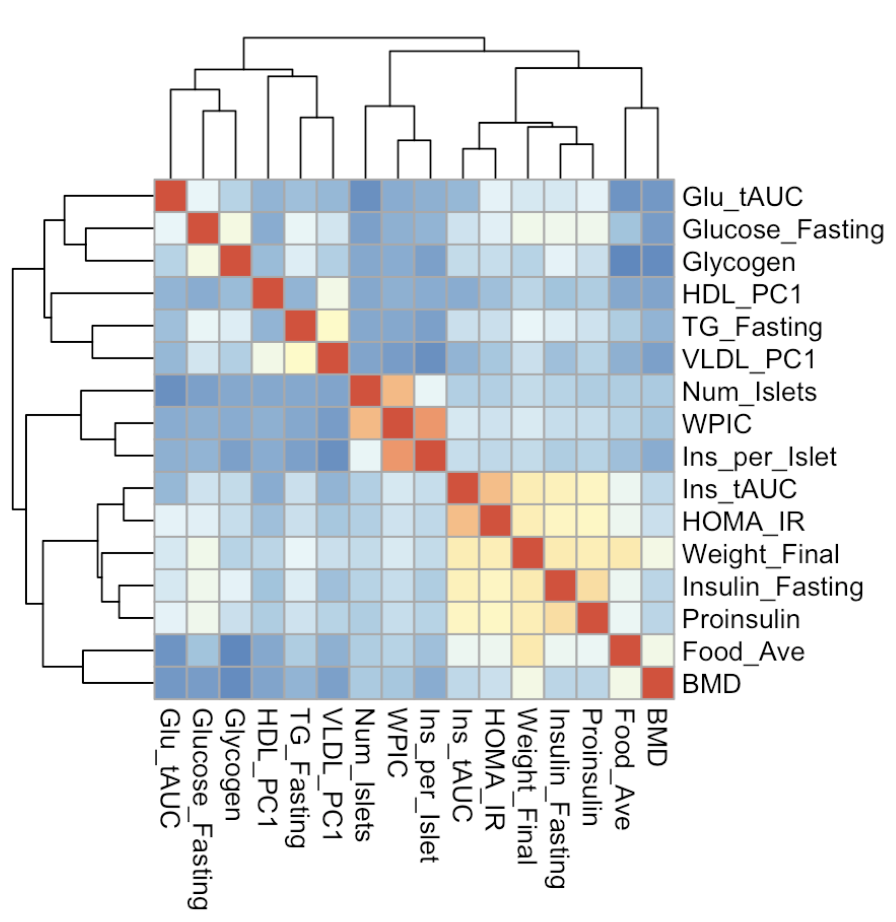 Glu_tAUC
Glucose_Fasting
Glycogen
HDL_PC1
TG_Fasting
VLDL_PC1
Num_Islets
WPIC
Ins_per_Islet
Ins_tAUC
HOMA_IR
Weight_Final
Insulin_Fasting
Proinsulin
Food_Ave
BMD
Glu_tAUC
Glucose_Fasting
Glycogen
HDL_PC1
TG_Fasting
VLDL_PC1
Num_Islets
WPIC
Ins_per_Islet
Ins_tAUC
HOMA_IR
Weight_Final
Insulin_Fasting
Proinsulin
Food_Ave
BMD